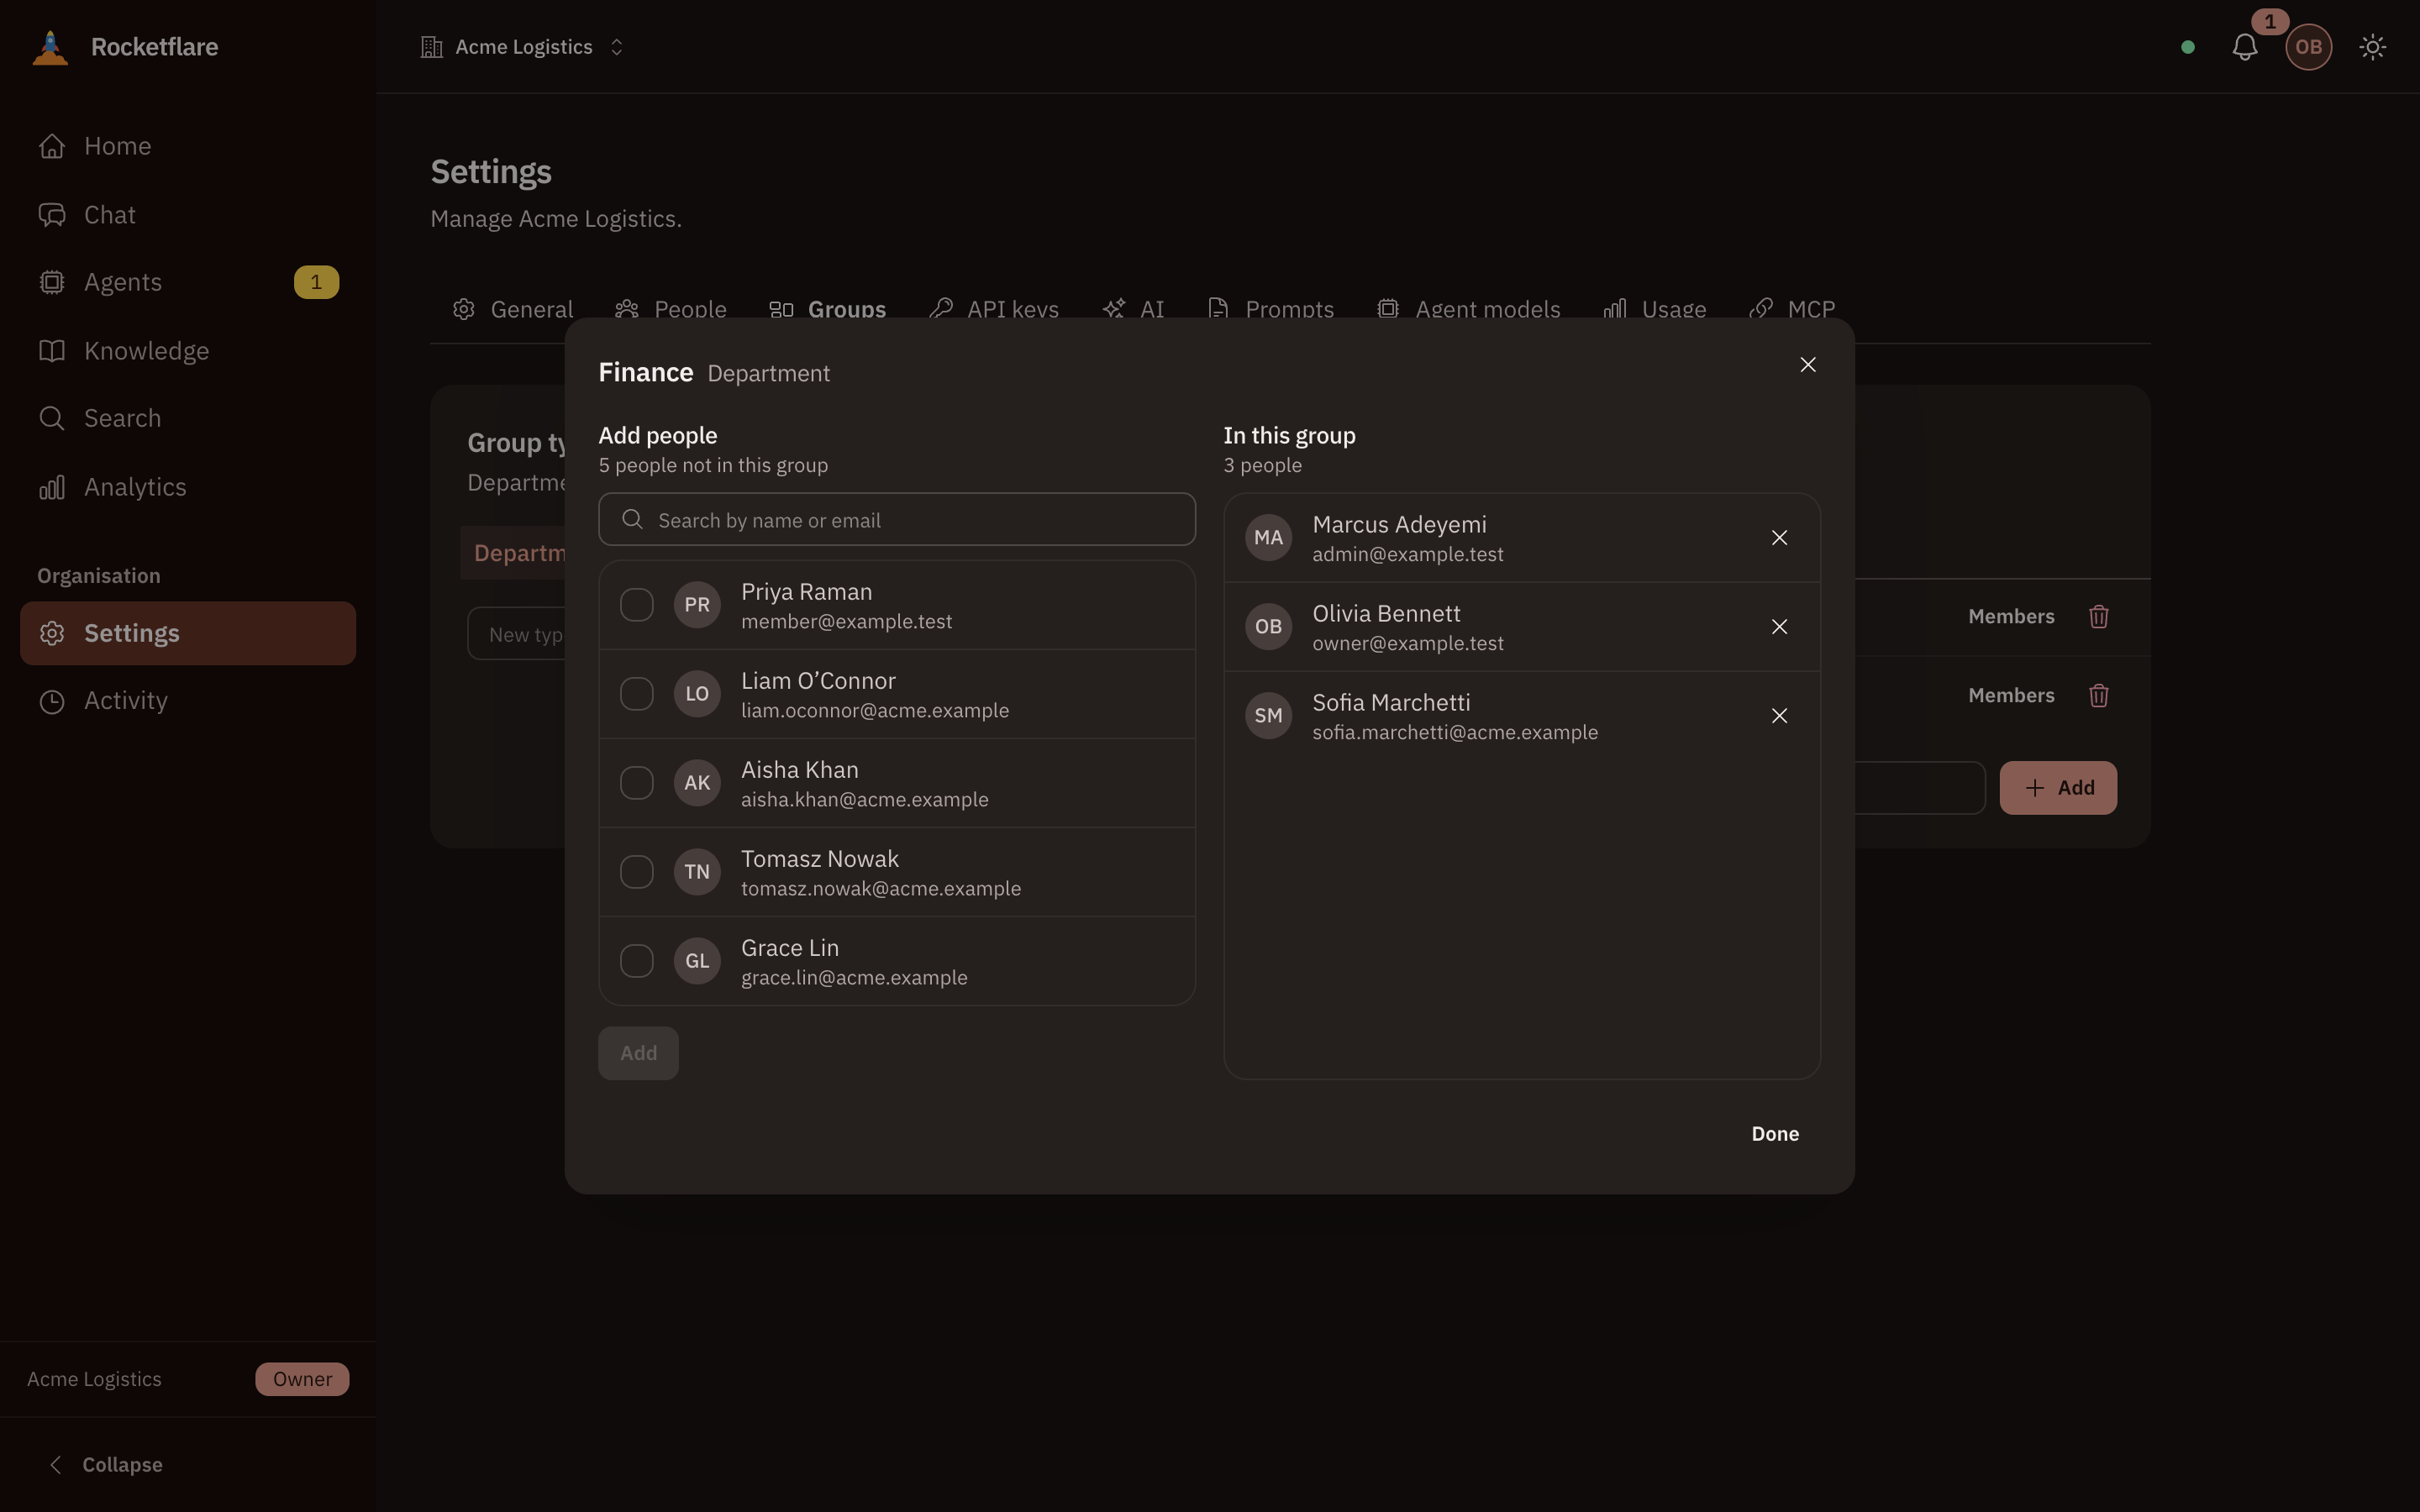 Rocketflare
Acme Logistics
1
OB
Home
Chat
Agents
1
Knowledge
Search
Analytics
Organisation
Settings
Activity
Acme Logistics
Owner
Collapse
Settings
Manage Acme Logistics.
General
People
Groups
API keys
AI
Prompts
Agent models
Usage
MCP
Group ty
Departme
Departm
New typ
Members
Members
Add
Finance Department
Add people
5 people not in this group
Search by name or email
PR
Priya Raman
member@example.test
LO
Liam O’Connor
liam.oconnor@acme.example
AK
Aisha Khan
aisha.khan@acme.example
TN
Tomasz Nowak
tomasz.nowak@acme.example
GL
Grace Lin
grace.lin@acme.example
Add
In this group
3 people
MA
Marcus Adeyemi
admin@example.test
OB
Olivia Bennett
owner@example.test
SM
Sofia Marchetti
sofia.marchetti@acme.example
Done